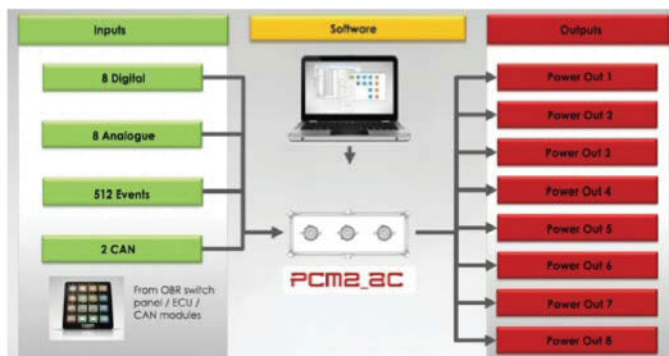 Inputs
Software
Outputs
8 Digital
8 Analogue
512 Events
2 CAN
From OBR switch
panel / ECU /
CAN modules
PCM2_8C
Power Out 1
Power Out 2
Power Out 3
Power Out 4
Power Out 5
Power Out 6
Power Out 7
Power Out 8